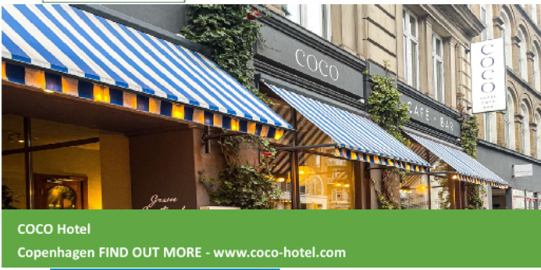 COCO
CAFE - BAR
COCO
COCO Hotel
Copenhagen FIND OUT MORE - www.coco-hotel.com